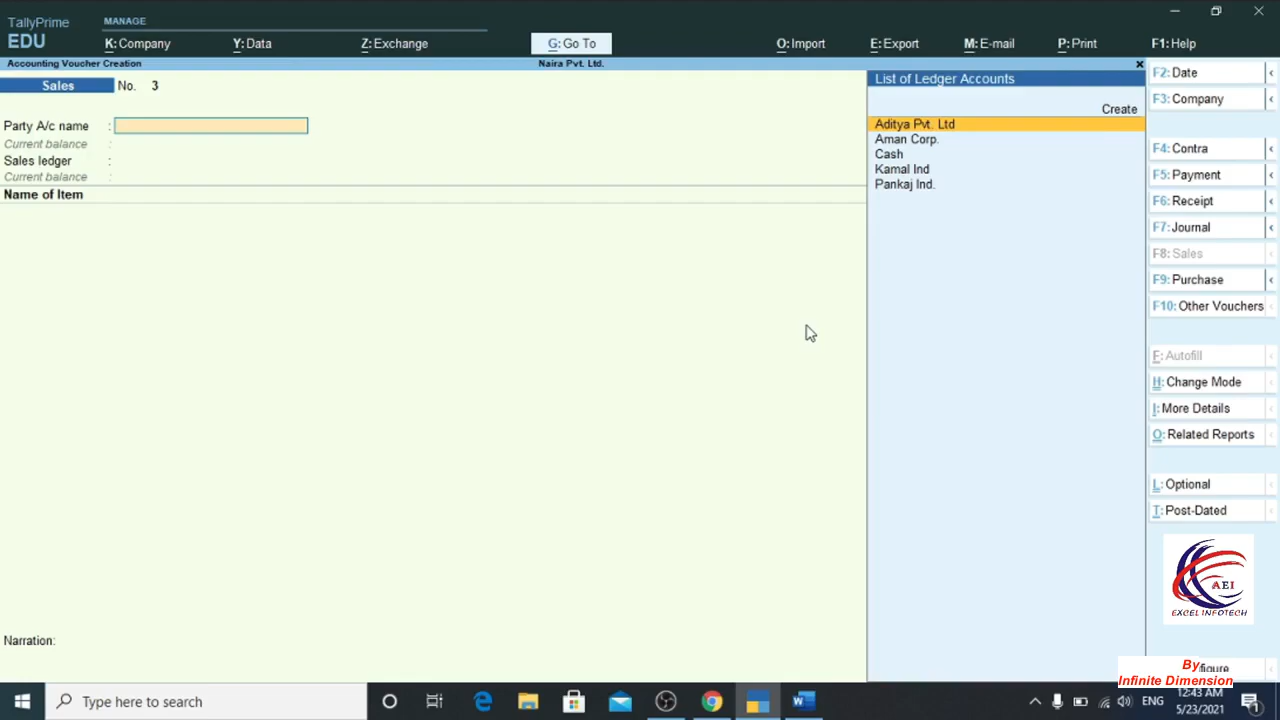 TallyPrime
EDU
MANAGE
K: Company
Y: Data
Z: Exchange
G: Go To
O: Import
E: Export
M: E-mail
P: Print
F1: Help
Accounting Voucher Creation
Naira Pvt. Ltd.
Sales No. 3
Party A/c name :
Current balance :
Sales ledger :
Current balance :
Name of Item
Narration:
List of Ledger Accounts
Create
Aditya Pvt. Ltd
Aman Corp.
Cash
Kamal Ind
Pankaj Ind.
F2: Date
F3: Company
F4: Contra
F5: Payment
F6: Receipt
F7: Journal
F8: Sales
F9: Purchase
F10: Other Vouchers
F: Autofill
H: Change Mode
I: More Details
O: Related Reports
L: Optional
T: Post-Dated
AEI
EXCEL INFOTECH
By
Infinite Dimension
Type here to search
ENG
12:43 AM
5/23/2021
1